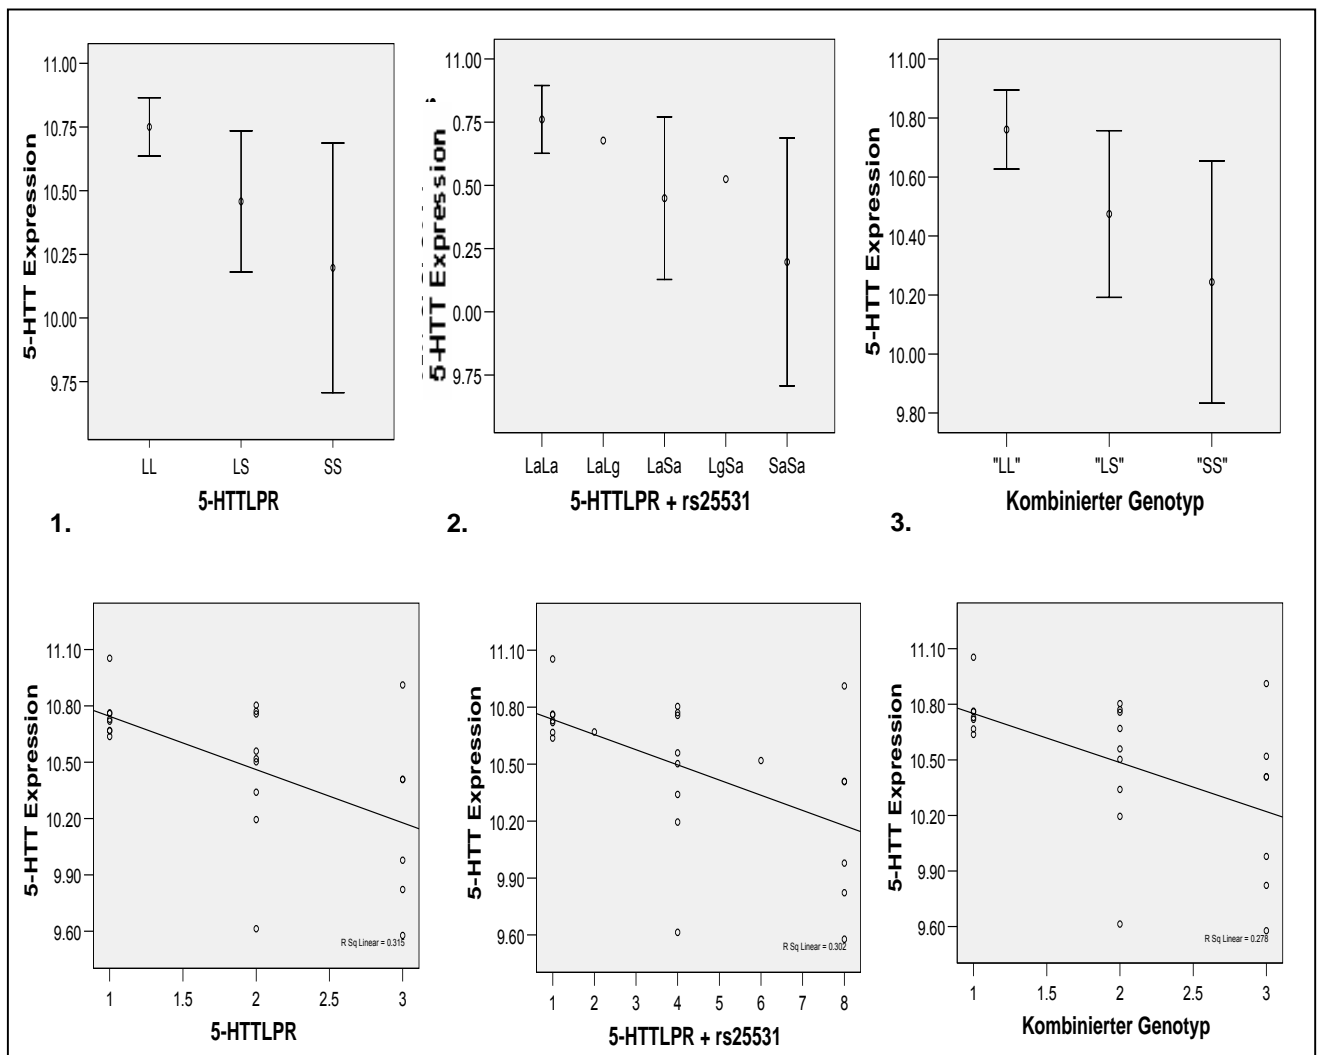 11.00
10.75
10.50
10.25
10.00
9.75
5-HTT Expression
LL LS SS
5-HTTLPR
1.
11.00
0.75
0.50
0.25
0.00
9.75
5-HTT Expression
LaLa LaLg LaSa LgSa SaSa
5-HTTLPR + rs25531
2.
11.00
10.80
10.60
10.40
10.20
10.00
9.80
5-HTT Expression
"LL" "LS" "SS"
Kombinierter Genotyp
3.
11.10
10.80
10.50
10.20
9.90
9.60
5-HTT Expression
R Sq Linear = 0.315
1 1.5 2 2.5 3
5-HTTLPR
11.10
10.80
10.50
10.20
9.90
9.60
5-HTT Expression
R Sq Linear = 0.302
1 2 3 4 5 6 7 8
5-HTTLPR + rs25531
11.10
10.80
10.50
10.20
9.90
9.60
5-HTT Expression
R Sq Linear = 0.278
1 1.5 2 2.5 3
Kombinierter Genotyp